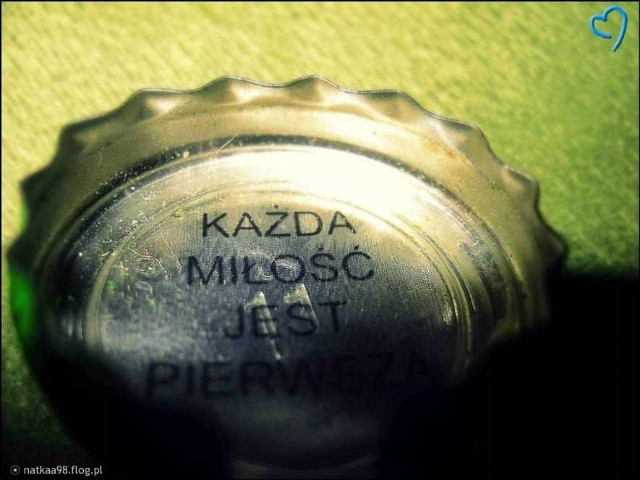 KAŻDA
MIŁOŚĆ
JEST
PIERWSZA
natkaa98.flog.pl